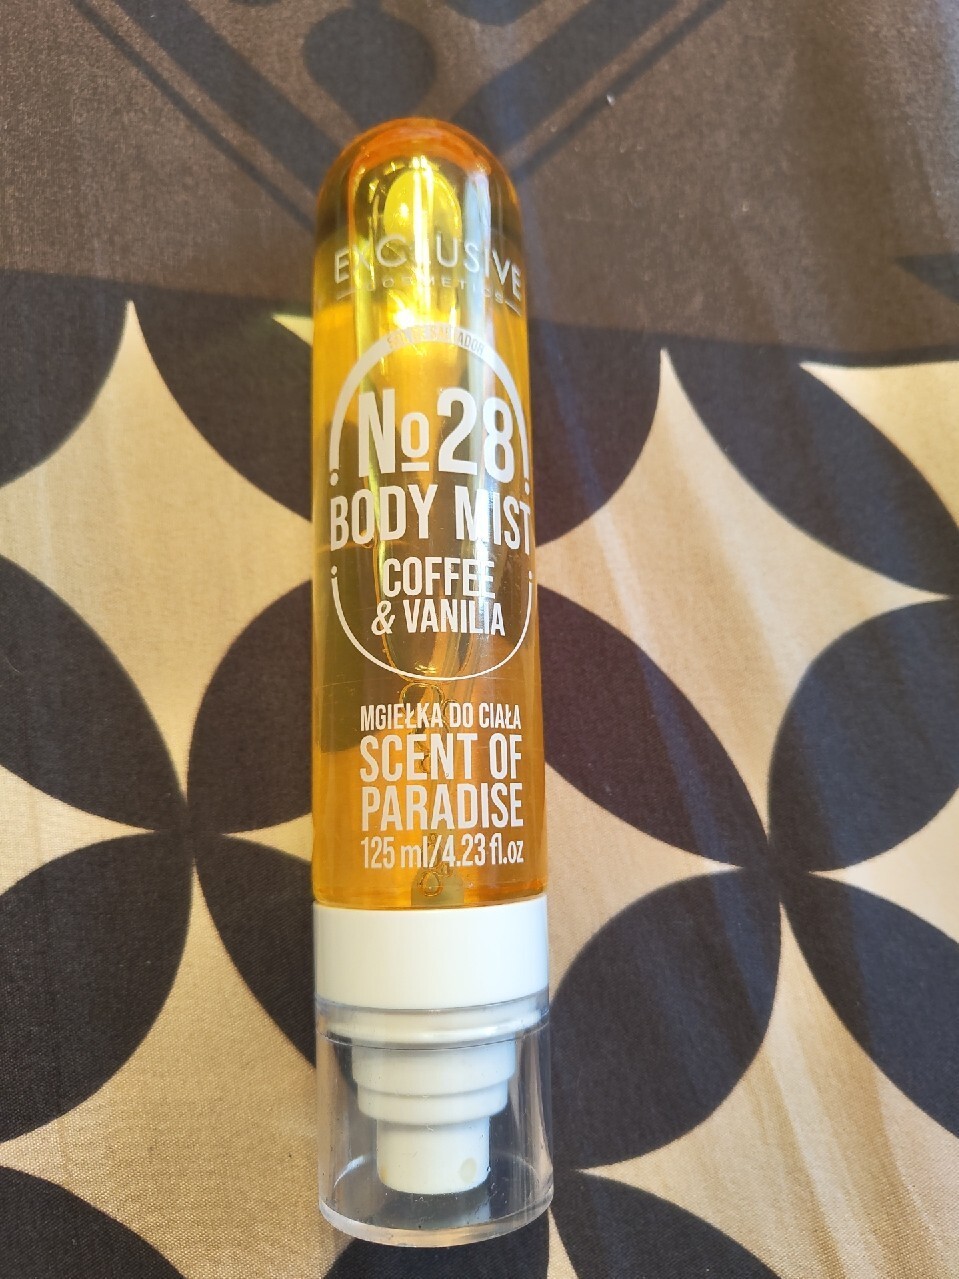 EXCLUSIVE
COSMETICS
No28
BODY MIST
COFFEE
& VANILIA
MGIEŁKA DO CIAŁA
SCENT OF
PARADISE
125 ml/4.23 fl.oz